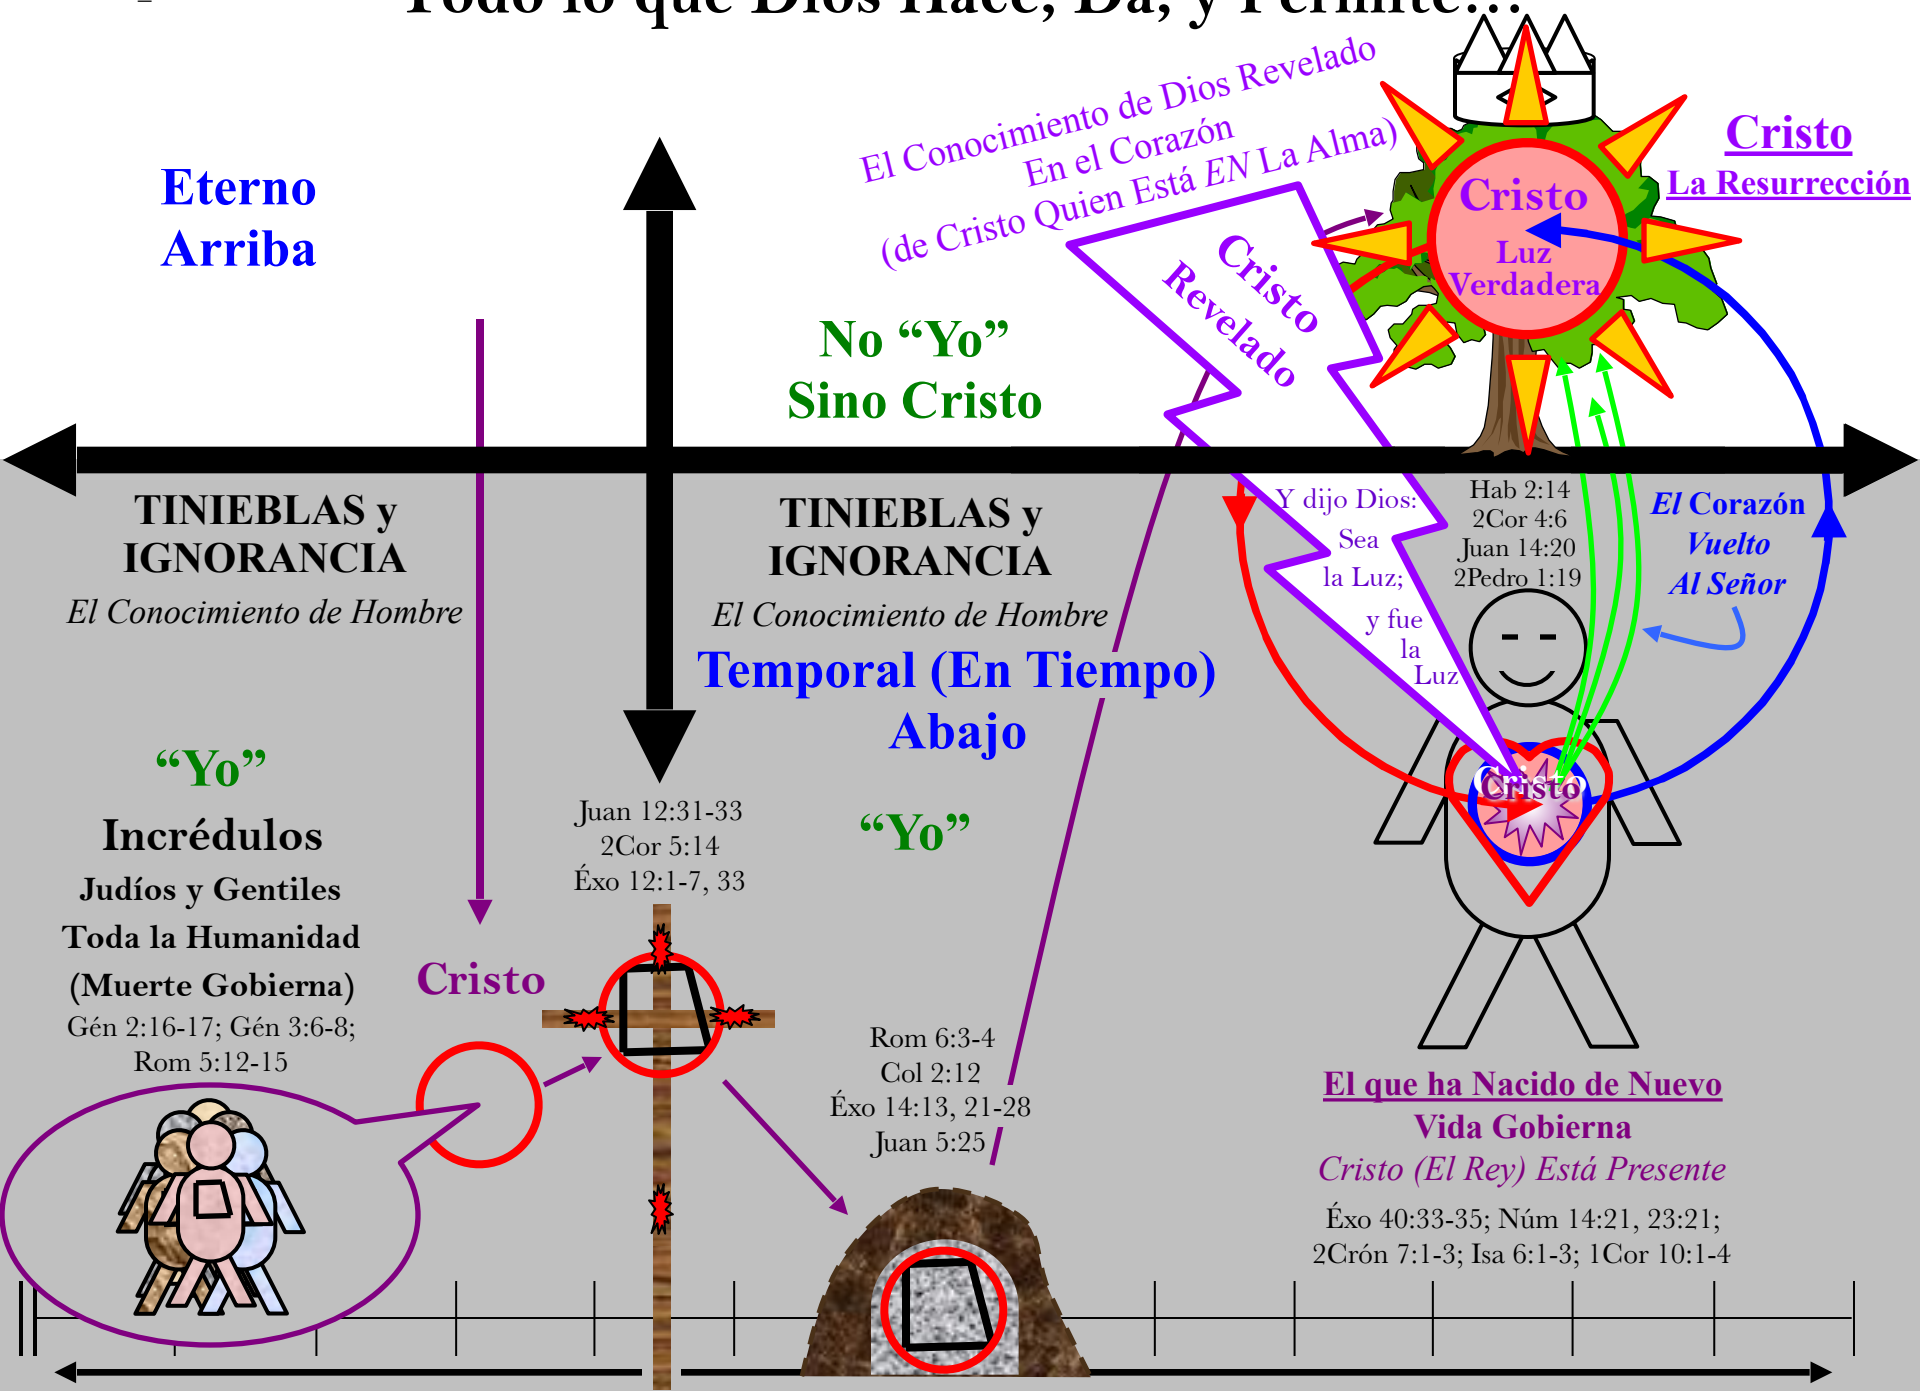 Todo lo que Dios Hace, Da, y Permite…
El Conocimiento de Dios Revelado
En el Corazón
(de Cristo Quien Está EN La Alma)
Cristo
La Resurrección
Cristo
Luz
Verdadera
Eterno
Arriba
Cristo
Revelado
No “Yo”
Sino Cristo
TINIEBLAS y
IGNORANCIA
El Conocimiento de Hombre
TINIEBLAS y
IGNORANCIA
El Conocimiento de Hombre
Temporal (En Tiempo)
Abajo
Y dijo Dios:
Sea
la Luz;
y fue
la
Luz
Hab 2:14
2Cor 4:6
Juan 14:20
2Pedro 1:19
El Corazón
Vuelto
Al Señor
“Yo”
Incrédulos
Judíos y Gentiles
Toda la Humanidad
(Muerte Gobierna)
Gén 2:16-17; Gén 3:6-8;
Rom 5:12-15
Cristo
Juan 12:31-33
2Cor 5:14
Éxo 12:1-7, 33
“Yo”
Cristo
Cristo
Rom 6:3-4
Col 2:12
Éxo 14:13, 21-28
Juan 5:25
El que ha Nacido de Nuevo
Vida Gobierna
Cristo (El Rey) Está Presente
Éxo 40:33-35; Núm 14:21, 23:21;
2Crón 7:1-3; Isa 6:1-3; 1Cor 10:1-4